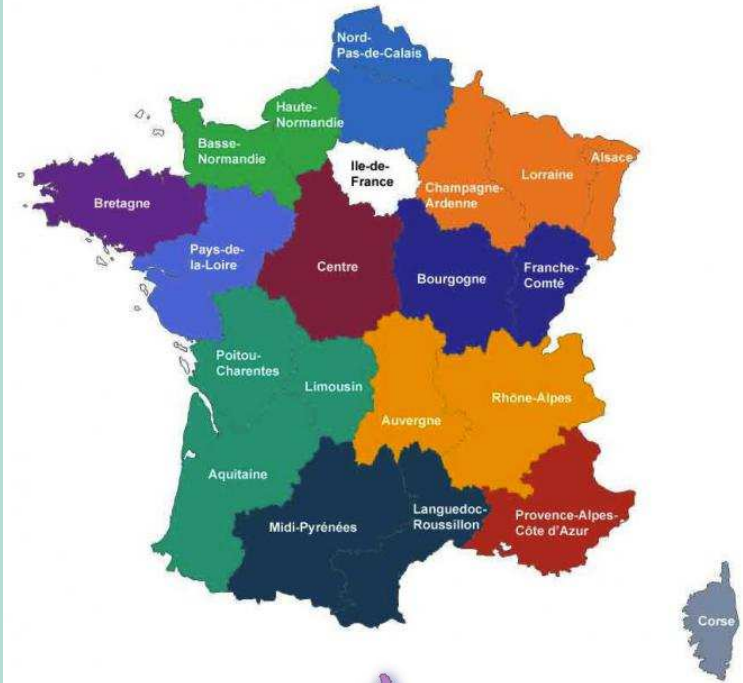 Nord-
Pas-de-Calais
Haute-
Normandie
Basse-
Normandie
Ile-de-
France
Champagne-
Ardenne
Lorraine
Alsace
Bretagne
Pays-de-
la-Loire
Centre
Bourgogne
Franche-
Comté
Poitou-
Charentes
Limousin
Auvergne
Rhône-Alpes
Aquitaine
Midi-Pyrénées
Languedoc-
Roussillon
Provence-Alpes-
Côte d'Azur
Corse